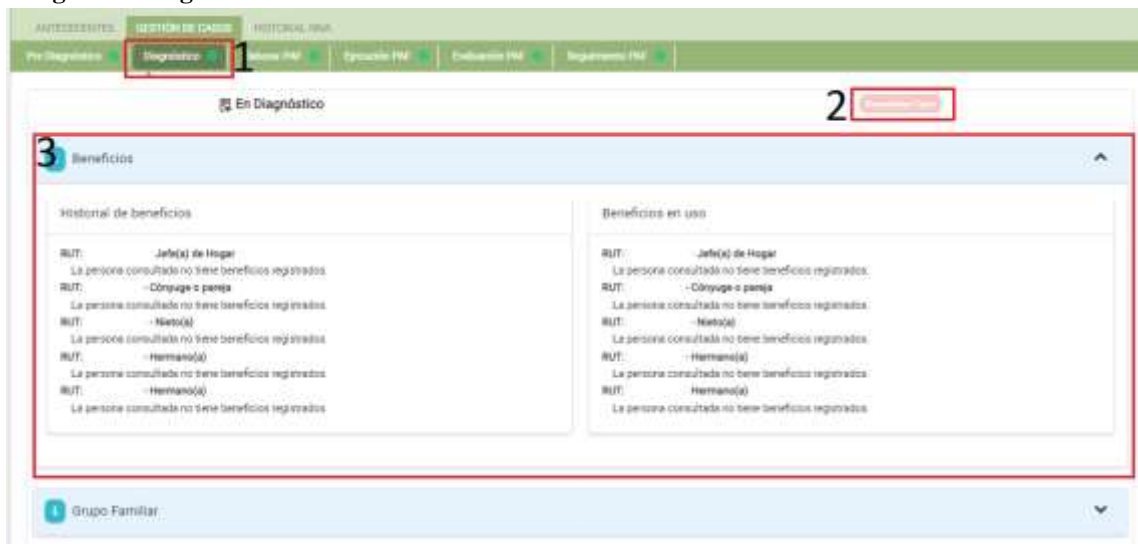 ANTECEDENTES GESTIÓN DE CASOS HISTORIAL NNA
Pre Diagnóstico Diagnóstico Elaborar PAF Ejecución PAF Evaluación PAF Seguimiento PAF
1
En Diagnóstico
2
3 Beneficios
Historial de beneficios
RUT: Jefe(a) de Hogar
La persona consultada no tiene beneficios registrados.
RUT: - Cónyuge o pareja
La persona consultada no tiene beneficios registrados.
RUT: - Nieto(a)
La persona consultada no tiene beneficios registrados.
RUT: - Hermano(a)
La persona consultada no tiene beneficios registrados.
RUT: - Hermano(a)
La persona consultada no tiene beneficios registrados.
Beneficios en uso
RUT: - Jefe(a) de Hogar
La persona consultada no tiene beneficios registrados.
RUT: - Cónyuge o pareja
La persona consultada no tiene beneficios registrados.
RUT: - Nieto(a)
La persona consultada no tiene beneficios registrados.
RUT: - Hermano(a)
La persona consultada no tiene beneficios registrados.
RUT: Hermano(a)
La persona consultada no tiene beneficios registrados.
Grupo Familiar